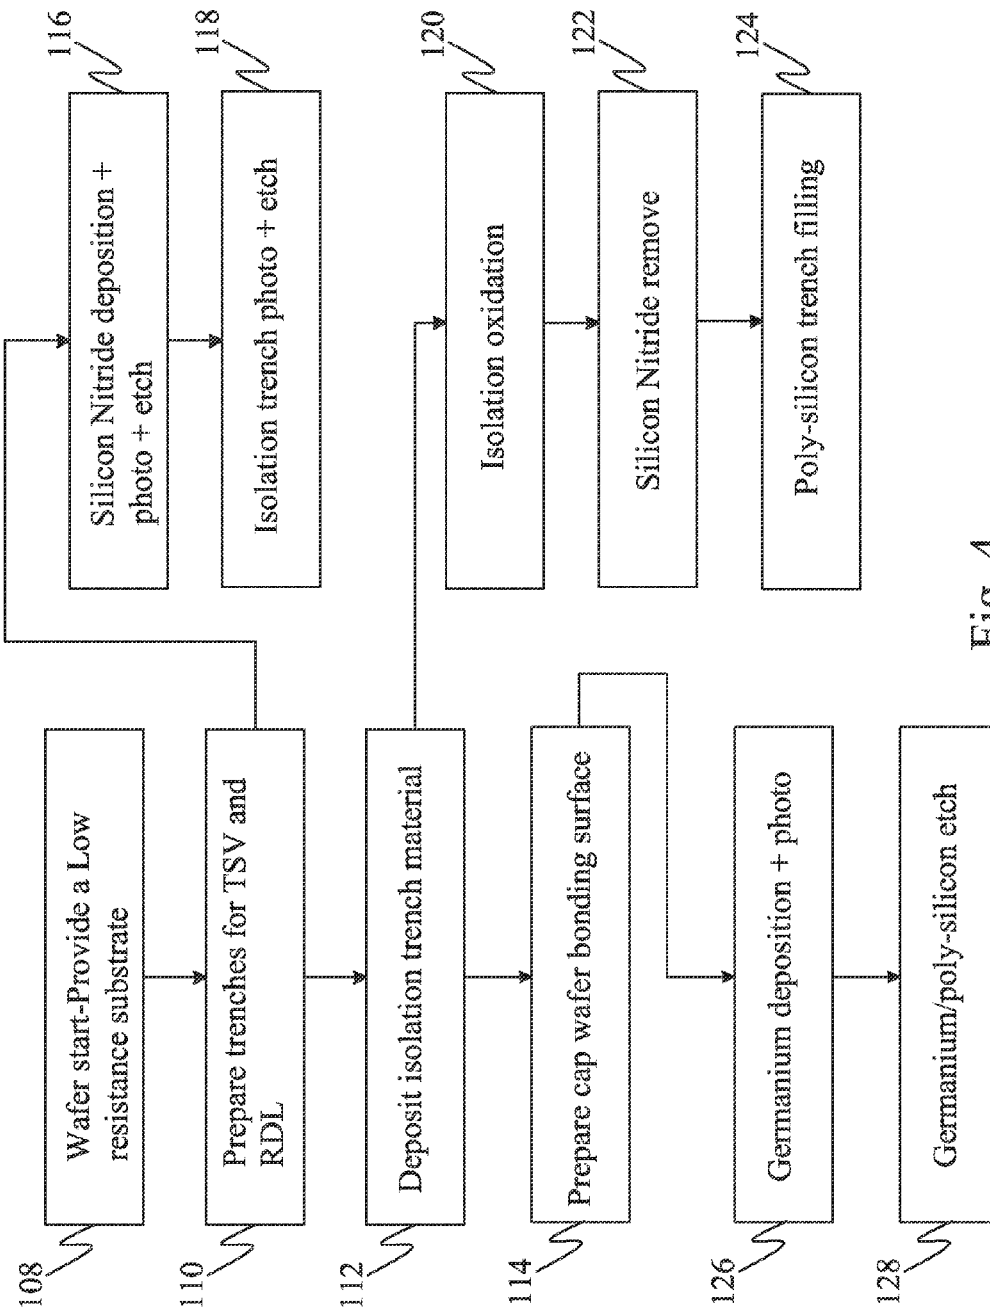 108
Wafer start-Provide a Low
resistance substrate
110
Prepare trenches for TSV and
RDL
112
Deposit isolation trench material
114
Prepare cap wafer bonding surface
126
Germanium deposition + photo
128
Germanium/poly-silicon etch
116
Silicon Nitride deposition +
photo + etch
118
Isolation trench photo + etch
120
Isolation oxidation
122
Silicon Nitride remove
124
Poly-silicon trench filling
Fig. 4